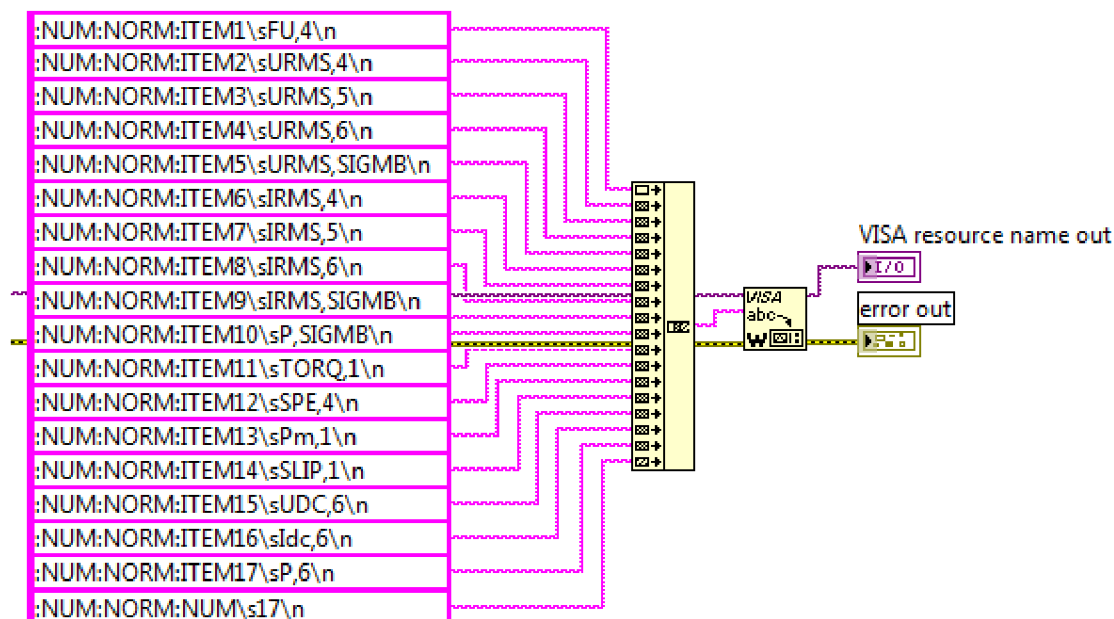 :NUM:NORM:ITEM1\sFU,4\n
:NUM:NORM:ITEM2\sURMS,4\n
:NUM:NORM:ITEM3\sURMS,5\n
:NUM:NORM:ITEM4\sURMS,6\n
:NUM:NORM:ITEM5\sURMS,SIGMB\n
:NUM:NORM:ITEM6\sIRMS,4\n
:NUM:NORM:ITEM7\sIRMS,5\n
:NUM:NORM:ITEM8\sIRMS,6\n
:NUM:NORM:ITEM9\sIRMS,SIGMB\n
:NUM:NORM:ITEM10\sP,SIGMB\n
:NUM:NORM:ITEM11\sTORQ,1\n
:NUM:NORM:ITEM12\sSPE,4\n
:NUM:NORM:ITEM13\sPm,1\n
:NUM:NORM:ITEM14\sSLIP,1\n
:NUM:NORM:ITEM15\sUDC,6\n
:NUM:NORM:ITEM16\sIdc,6\n
:NUM:NORM:ITEM17\sP,6\n
:NUM:NORM:NUM\s17\n
VISA
abc
W
VISA resource name out
I/O
error out